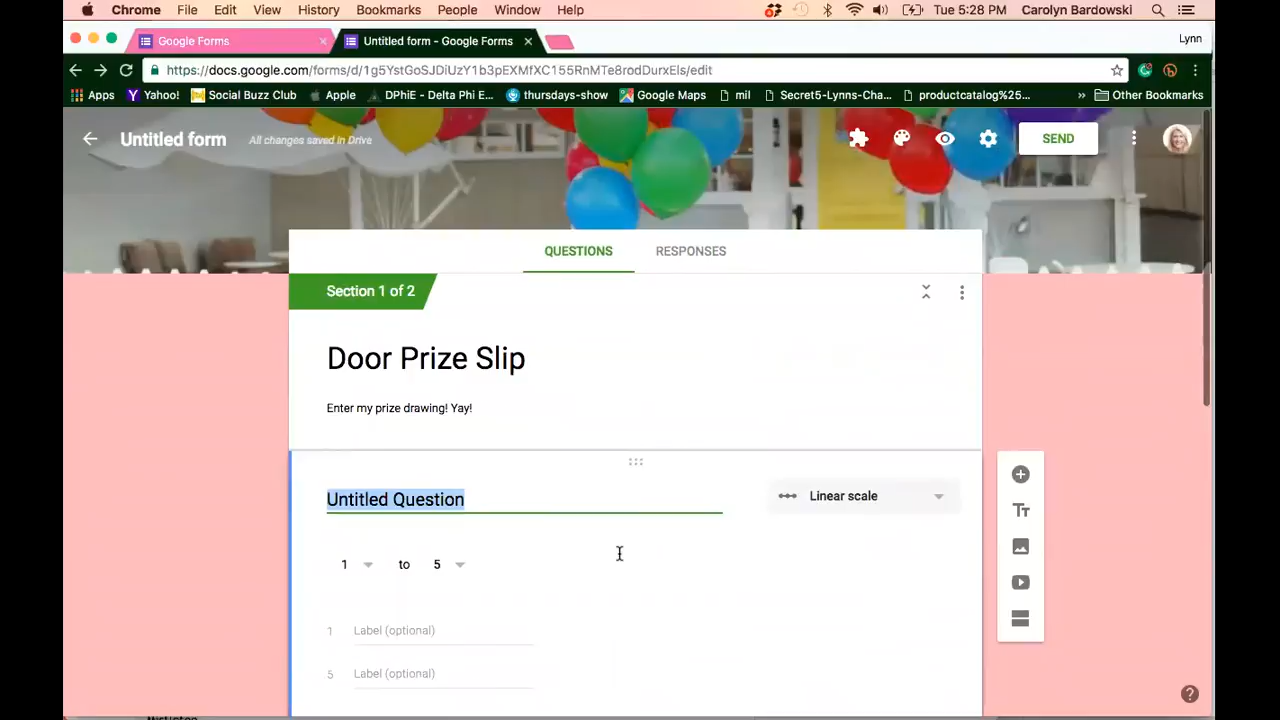 Chrome File Edit View History Bookmarks People Window Help Tue 5:28 PM Carolyn Bardowski
Google Forms × Untitled form - Google Forms × Lynn
https://docs.google.com/forms/d/1g5YstGoSJDiUzY1b3pEXMfXC155RnMTe8rodDurxEls/edit
Apps Yahoo! Social Buzz Club Apple DPhiE - Delta Phi E... thursdays-show Google Maps mil Secret5-Lynns-Cha... productcatalog%25... » Other Bookmarks
Untitled form All changes saved in Drive SEND
QUESTIONS RESPONSES
Section 1 of 2
Door Prize Slip
Enter my prize drawing! Yay!
Untitled Question Linear scale
1 to 5
1 Label (optional)
5 Label (optional)